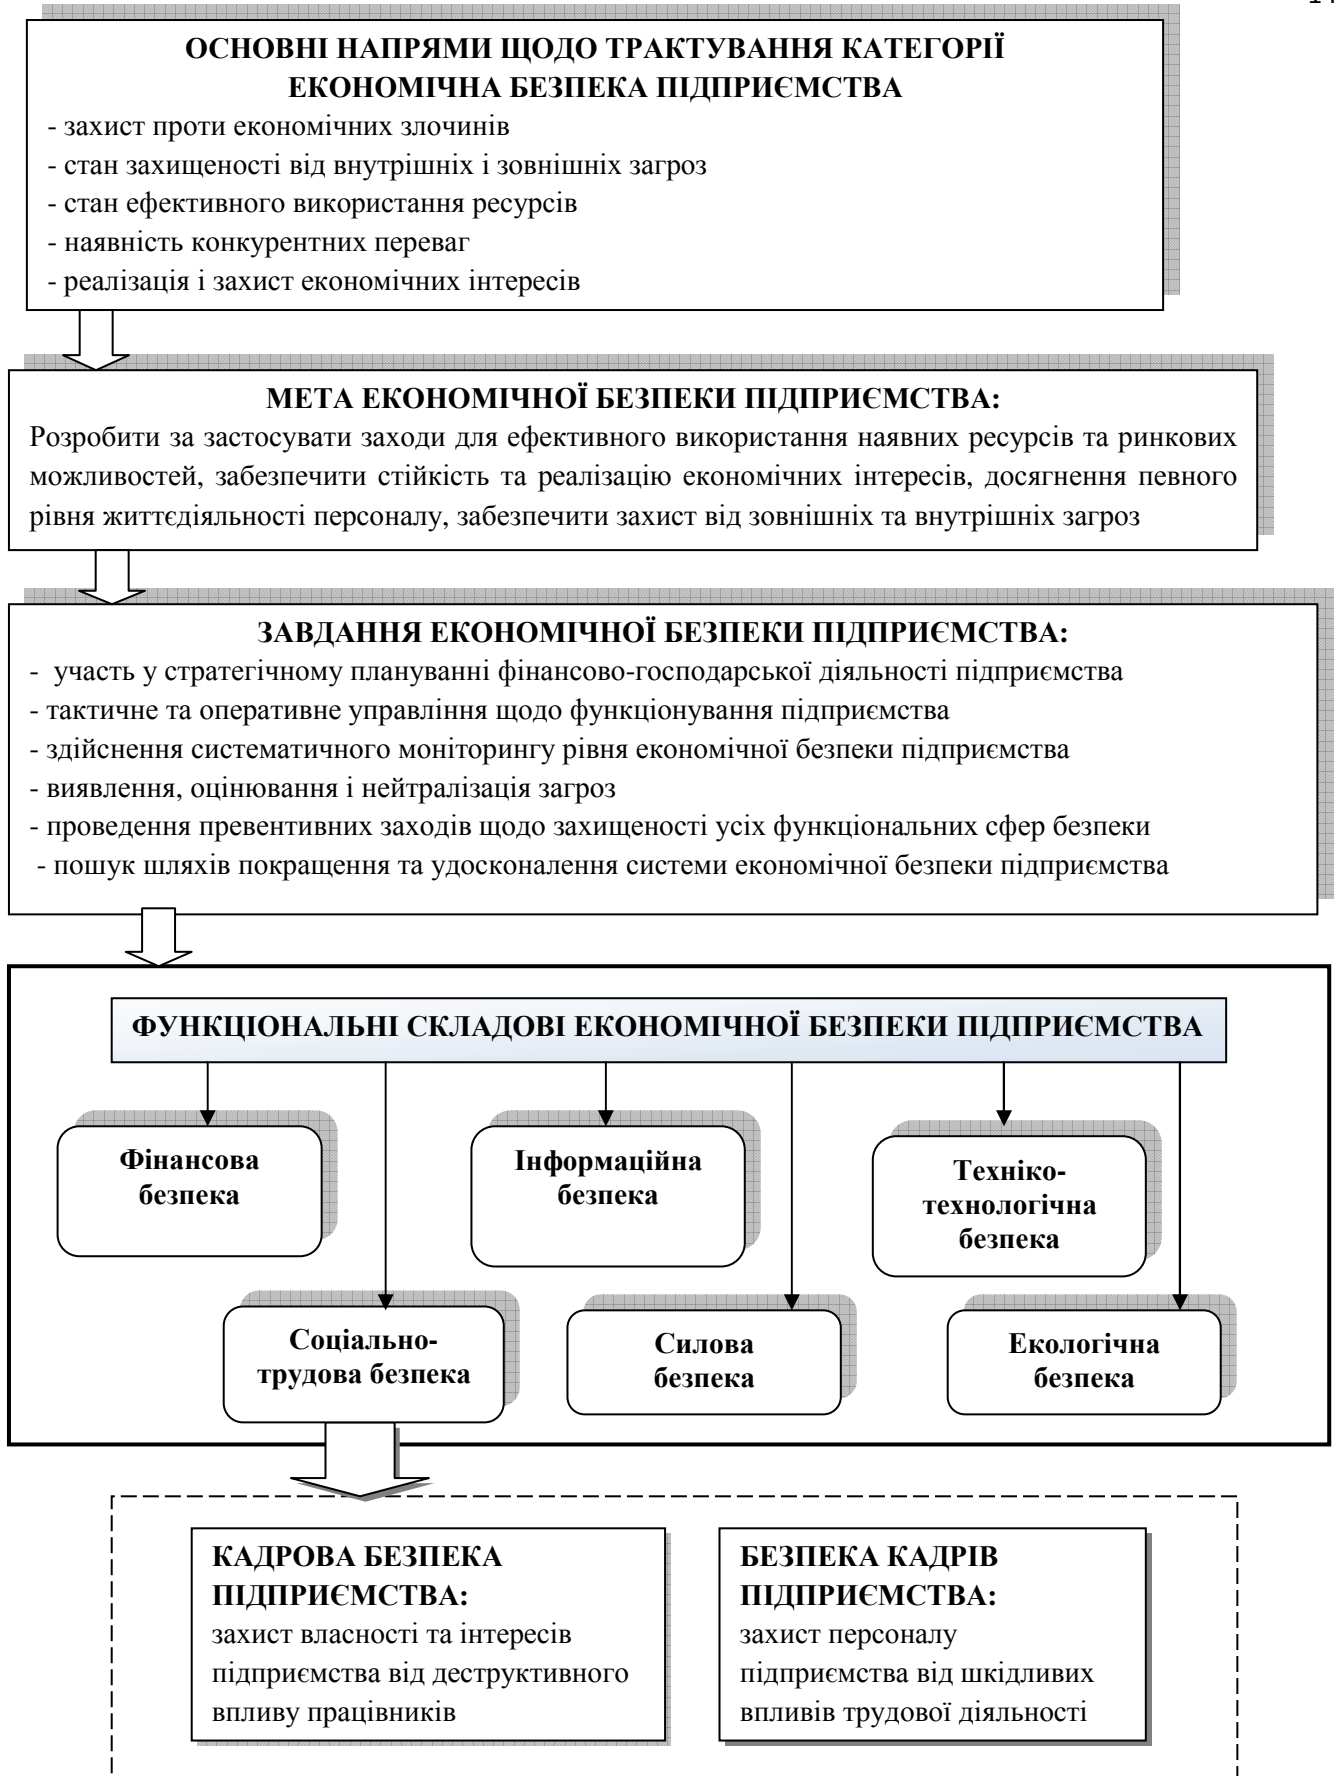 ОСНОВНІ НАПРЯМИ ЩОДО ТРАКТУВАННЯ КАТЕГОРІЇ
ЕКОНОМІЧНА БЕЗПЕКА ПІДПРИЄМСТВА
- захист проти економічних злочинів
- стан захищеності від внутрішніх і зовнішніх загроз
- стан ефективного використання ресурсів
- наявність конкурентних переваг
- реалізація і захист економічних інтересів
МЕТА ЕКОНОМІЧНОЇ БЕЗПЕКИ ПІДПРИЄМСТВА:
Розробити за застосувати заходи для ефективного використання наявних ресурсів та ринкових
можливостей, забезпечити стійкість та реалізацію економічних інтересів, досягнення певного
рівня життєдіяльності персоналу, забезпечити захист від зовнішніх та внутрішніх загроз
ЗАВДАННЯ ЕКОНОМІЧНОЇ БЕЗПЕКИ ПІДПРИЄМСТВА:
- участь у стратегічному плануванні фінансово-господарської діяльності підприємства
- тактичне та оперативне управління щодо функціонування підприємства
- здійснення систематичного моніторингу рівня економічної безпеки підприємства
- виявлення, оцінювання і нейтралізація загроз
- проведення превентивних заходів щодо захищеності усіх функціональних сфер безпеки
- пошук шляхів покращення та удосконалення системи економічної безпеки підприємства
ФУНКЦІОНАЛЬНІ СКЛАДОВІ ЕКОНОМІЧНОЇ БЕЗПЕКИ ПІДПРИЄМСТВА
Фінансова
безпека
Інформаційна
безпека
Техніко-
технологічна
безпека
Соціально-
трудова безпека
Силова
безпека
Екологічна
безпека
КАДРОВА БЕЗПЕКА
ПІДПРИЄМСТВА:
захист власності та інтересів
підприємства від деструктивного
впливу працівників
БЕЗПЕКА КАДРІВ
ПІДПРИЄМСТВА:
захист персоналу
підприємства від шкідливих
впливів трудової діяльності